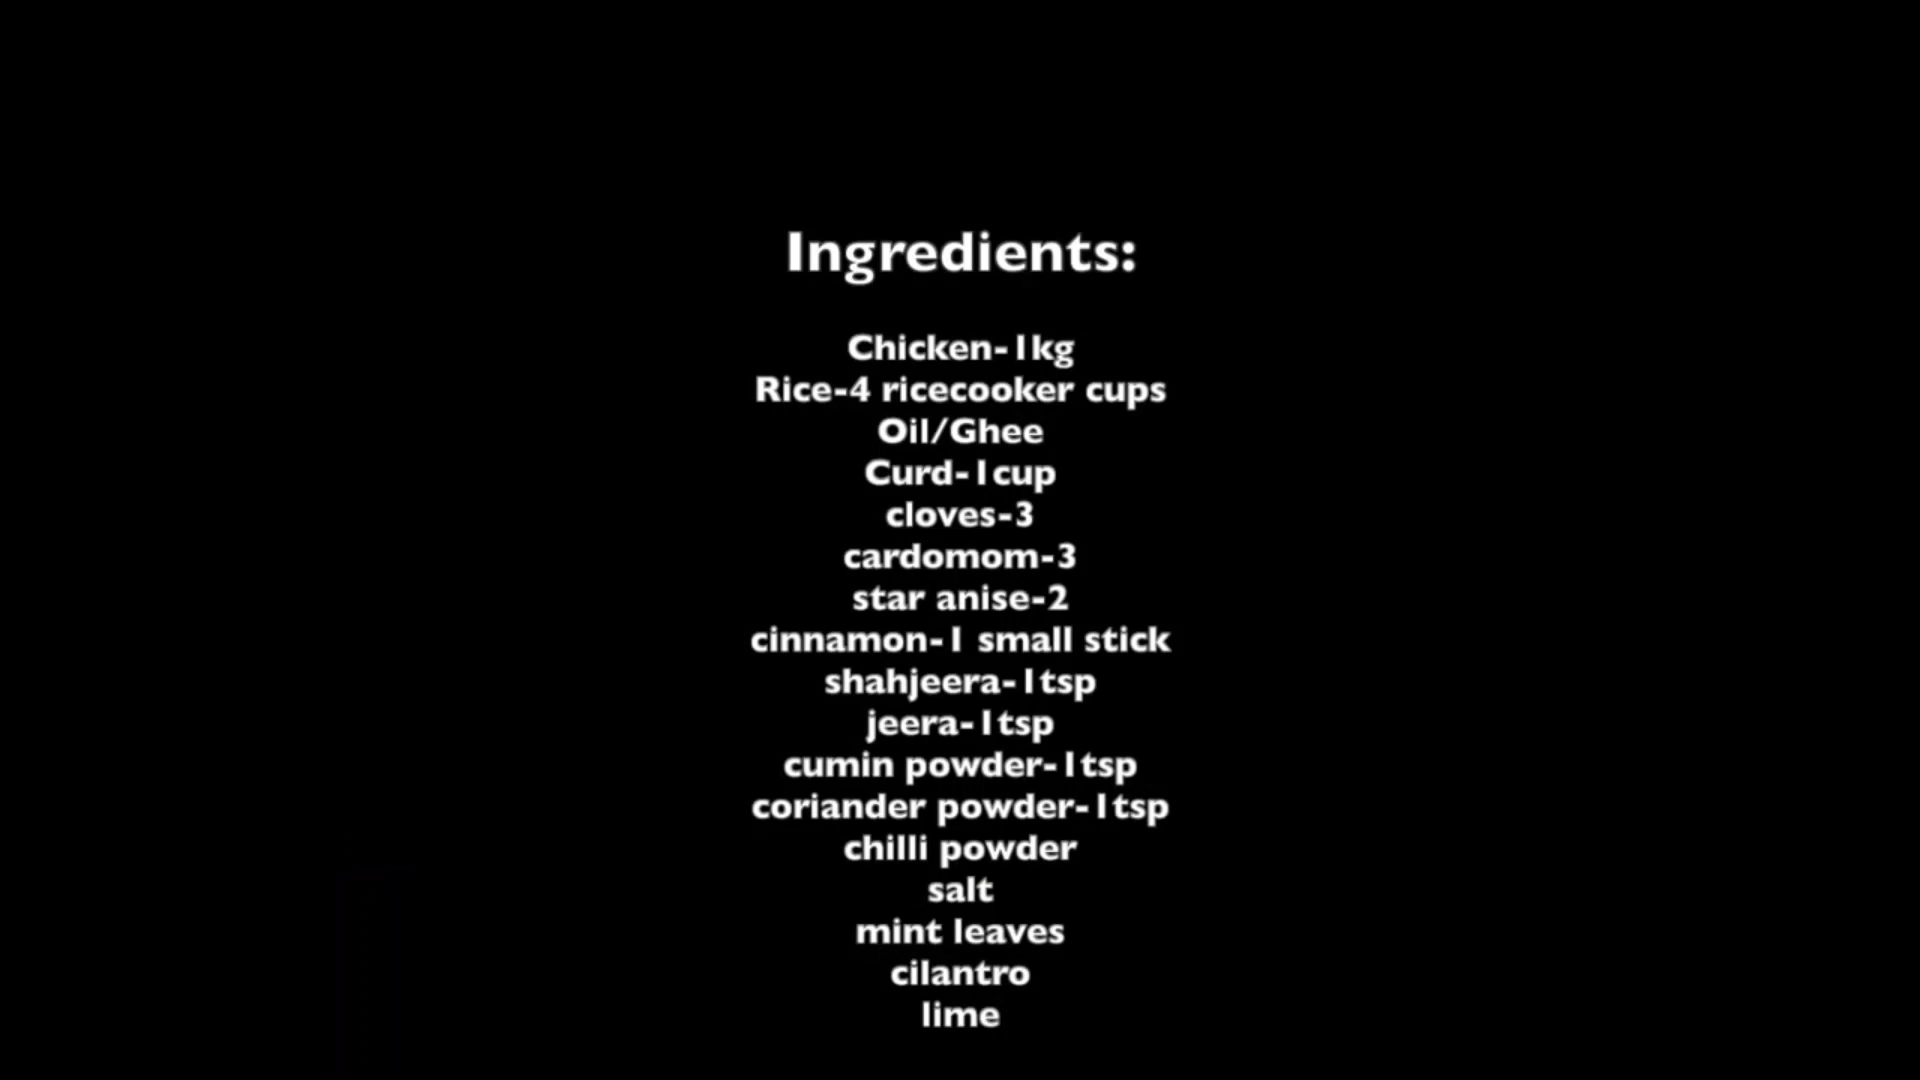 Ingredients:
Chicken-1kg
Rice-4 ricecooker cups
Oil/Ghee
Curd-1cup
cloves-3
cardomom-3
star anise-2
cinnamon-1 small stick
shahjeera-1tsp
jeera-1tsp
cumin powder-1tsp
coriander powder-1tsp
chilli powder
salt
mint leaves
cilantro
lime